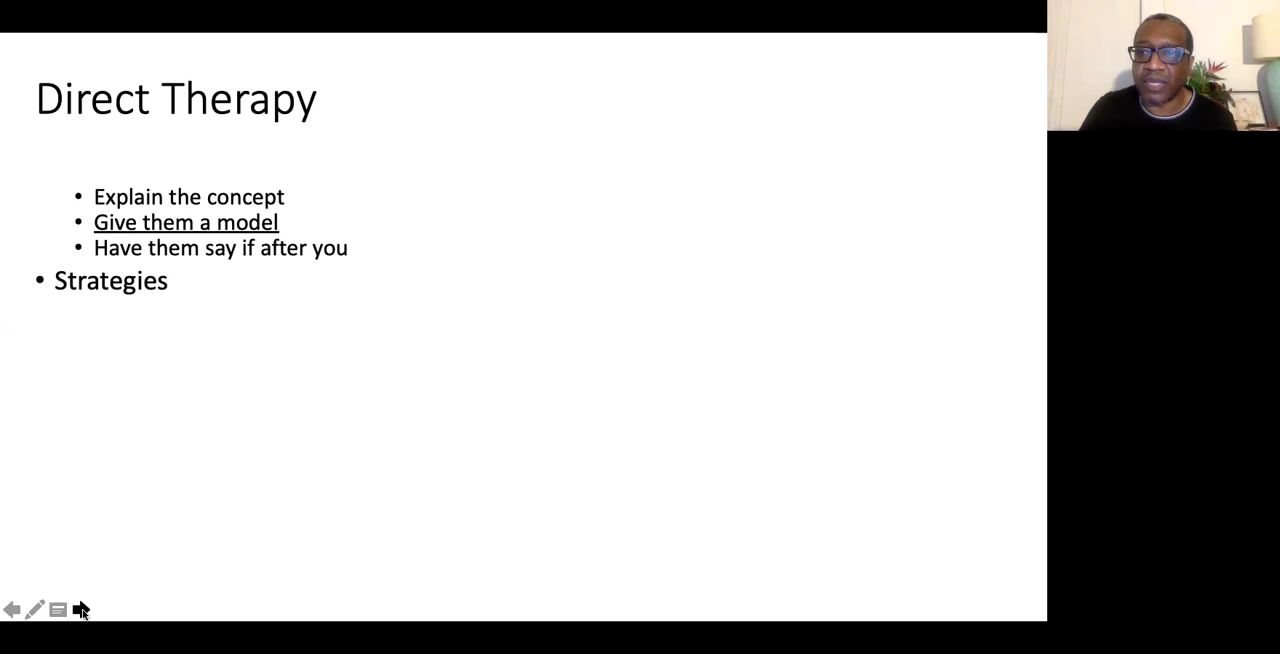 Direct Therapy
• Explain the concept
• Give them a model
• Have them say if after you
• Strategies